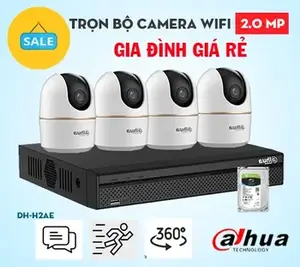 SALE
TRỌN BỘ CAMERA WIFI 2.0 MP
GIA ĐÌNH GIÁ RẺ
DH-H2AE
360°
alhua
TECHNOLOGY